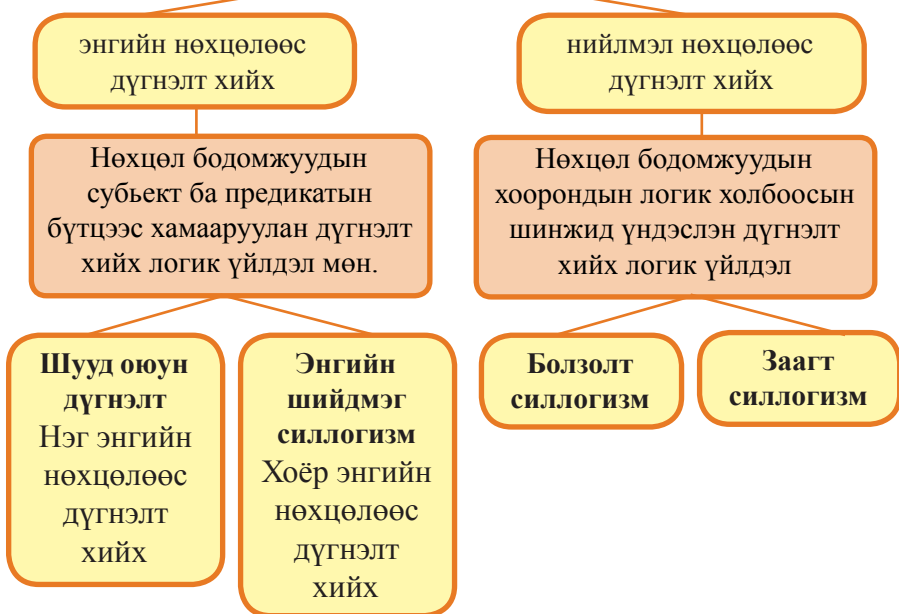 энгийн нөхцөлөөс
дүгнэлт хийх
нийлмэл нөхцөлөөс
дүгнэлт хийх
Нөхцөл бодомжуудын
субьект ба предикатын
бүтцээс хамааруулан дүгнэлт
хийх логик үйлдэл мөн.
Нөхцөл бодомжуудын
хоорондын логик холбоосын
шинжид үндэслэн дүгнэлт
хийх логик үйлдэл
Шууд оюун
дүгнэлт
Нэг энгийн
нөхцөлөөс
дүгнэлт
хийх
Энгийн
шийдмэг
силлогизм
Хоёр энгийн
нөхцөлөөс
дүгнэлт
хийх
Болзолт
силлогизм
Заагт
силлогизм